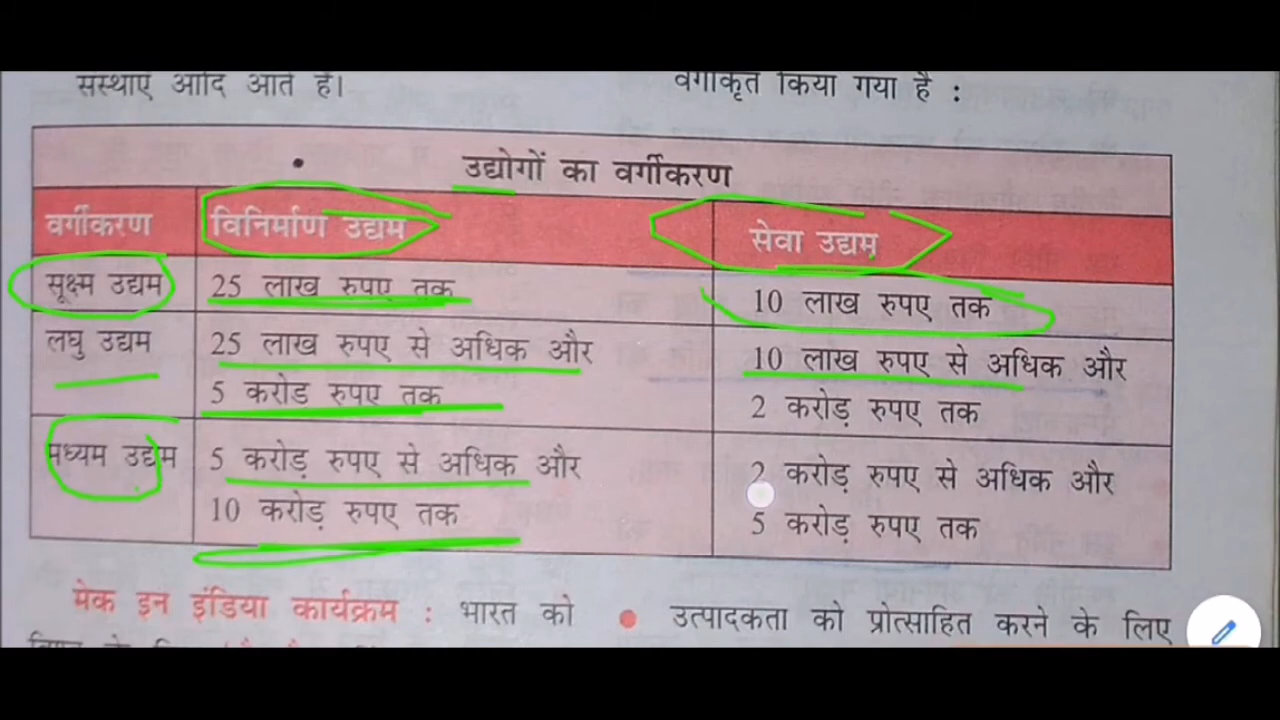 संस्थाएं आदि आते हैं।
वर्गीकृत किया गया है :
उद्योगों का वर्गीकरण
वर्गीकरण विनिर्माण उद्यम सेवा उद्यम
सूक्ष्म उद्यम 25 लाख रुपए तक 10 लाख रुपए तक
लघु उद्यम 25 लाख रुपए से अधिक और 10 लाख रुपए से अधिक और
5 करोड रुपए तक 2 करोड़ रुपए तक
मध्यम उद्यम 5 करोड़ रुपए से अधिक और 2 करोड़ रुपए से अधिक और
10 करोड़ रुपए तक 5 करोड़ रुपए तक
मेक इन इंडिया कार्यक्रम : भारत को
● उत्पादकता को प्रोत्साहित करने के लिए